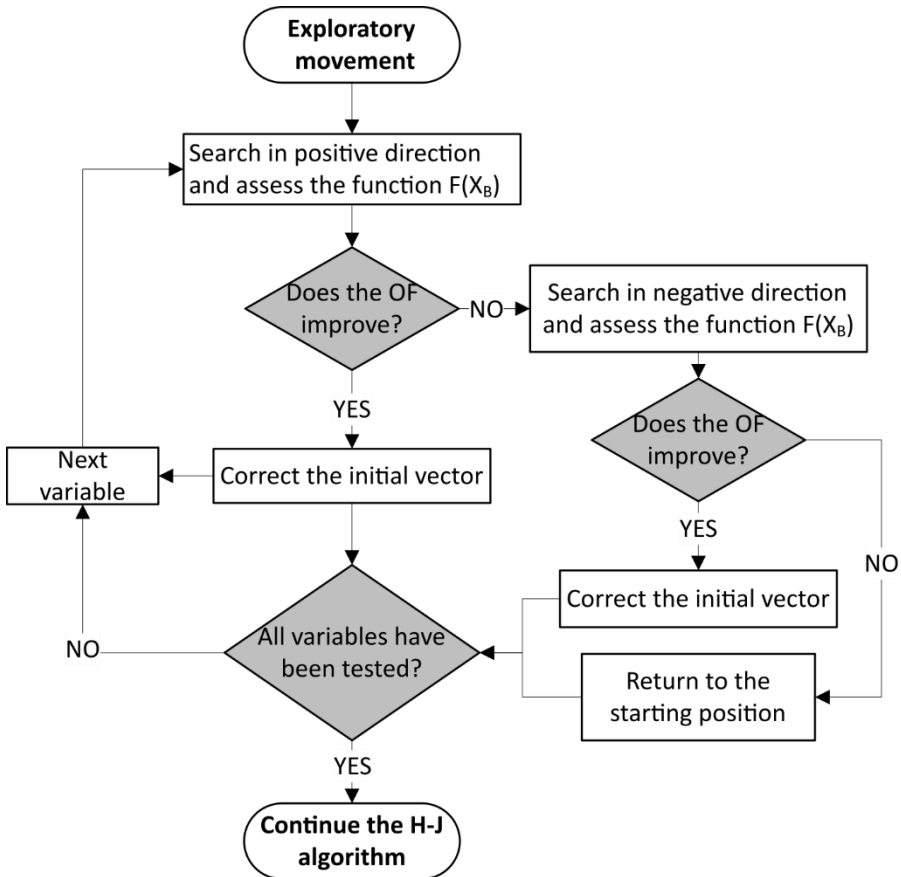 Exploratory
movement
Search in positive direction
and assess the function F(X_B)
Does the OF
improve?
NO
Search in negative direction
and assess the function F(X_B)
YES
Does the OF
improve?
Next
variable
Correct the initial vector
YES
NO
Correct the initial vector
All variables have
been tested?
NO
Return to the
starting position
YES
Continue the H-J
algorithm